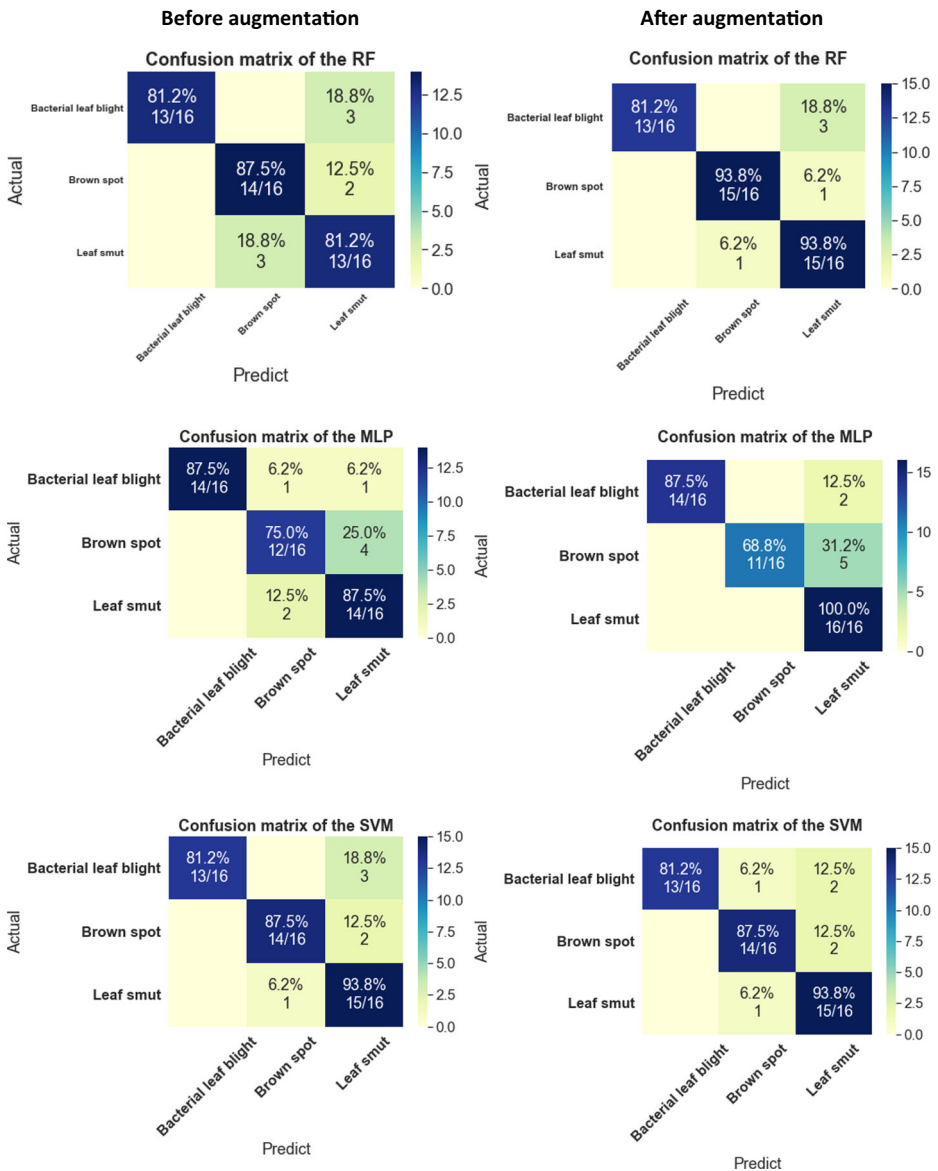 Before augmentation
After augmentation
Confusion matrix of the RF
Actual
Bacterial leaf blight
81.2%
13/16
18.8%
3
Brown spot
87.5%
14/16
12.5%
2
Leaf smut
18.8%
3
81.2%
13/16
12.5
10.0
7.5
5.0
2.5
0.0
Bacterial leaf blight
Brown spot
Leaf smut
Predict
Confusion matrix of the RF
Actual
Bacterial leaf blight
81.2%
13/16
18.8%
3
Brown spot
93.8%
15/16
6.2%
1
Leaf smut
6.2%
1
93.8%
15/16
15.0
12.5
10.0
7.5
5.0
2.5
0.0
Bacterial leaf blight
Brown spot
Leaf smut
Predict
Confusion matrix of the MLP
Actual
Bacterial leaf blight
87.5%
14/16
6.2%
1
6.2%
1
Brown spot
75.0%
12/16
25.0%
4
Leaf smut
12.5%
2
87.5%
14/16
12.5
10.0
7.5
5.0
2.5
0.0
Bacterial leaf blight
Brown spot
Leaf smut
Predict
Confusion matrix of the MLP
Actual
Bacterial leaf blight
87.5%
14/16
12.5%
2
Brown spot
68.8%
11/16
31.2%
5
Leaf smut
100.0%
16/16
15
10
5
0
Bacterial leaf blight
Brown spot
Leaf smut
Predict
Confusion matrix of the SVM
Actual
Bacterial leaf blight
81.2%
13/16
18.8%
3
Brown spot
87.5%
14/16
12.5%
2
Leaf smut
6.2%
1
93.8%
15/16
15.0
12.5
10.0
7.5
5.0
2.5
0.0
Bacterial leaf blight
Brown spot
Leaf smut
Predict
Confusion matrix of the SVM
Actual
Bacterial leaf blight
81.2%
13/16
6.2%
1
12.5%
2
Brown spot
87.5%
14/16
12.5%
2
Leaf smut
6.2%
1
93.8%
15/16
15.0
12.5
10.0
7.5
5.0
2.5
0.0
Bacterial leaf blight
Brown spot
Leaf smut
Predict